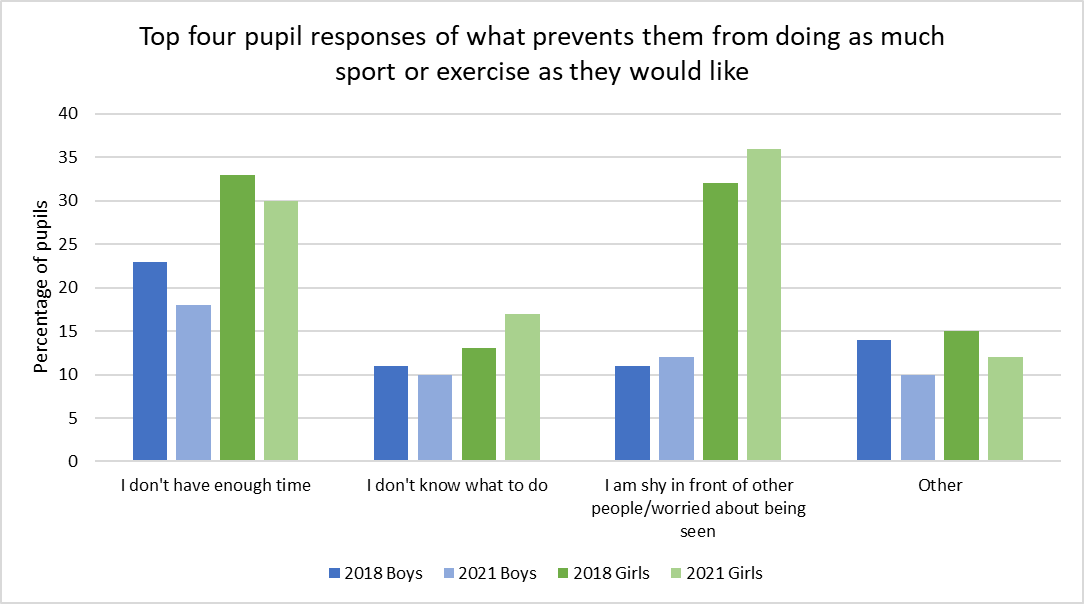 Top four pupil responses of what prevents them from doing as much
sport or exercise as they would like
Percentage of pupils
40
35
30
25
20
15
10
5
0
I don't have enough time
I don't know what to do
I am shy in front of other
people/worried about being
seen
Other
2018 Boys
2021 Boys
2018 Girls
2021 Girls